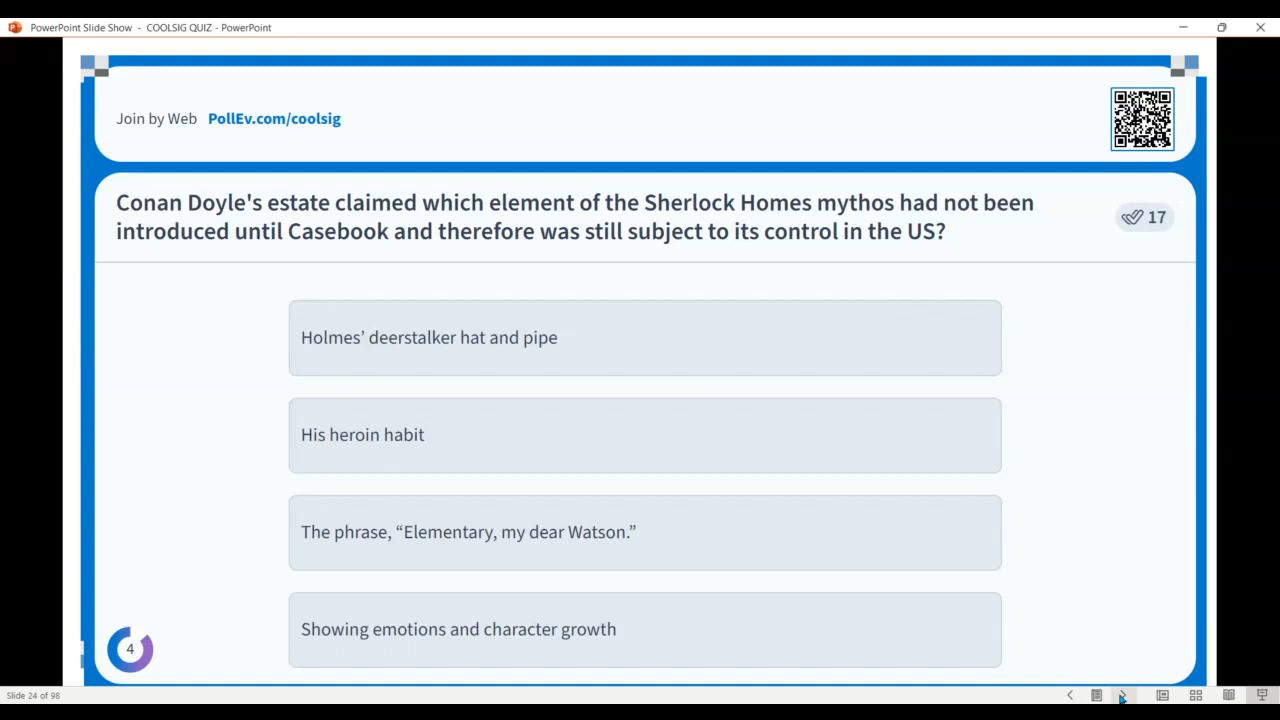 PowerPoint Slide Show - COOLSIG QUIZ - PowerPoint
Join by Web PollEv.com/coolsig
Conan Doyle's estate claimed which element of the Sherlock Homes mythos had not been
introduced until Casebook and therefore was still subject to its control in the US?
17
Holmes’ deerstalker hat and pipe
His heroin habit
The phrase, “Elementary, my dear Watson.”
Showing emotions and character growth
4
Slide 24 of 98